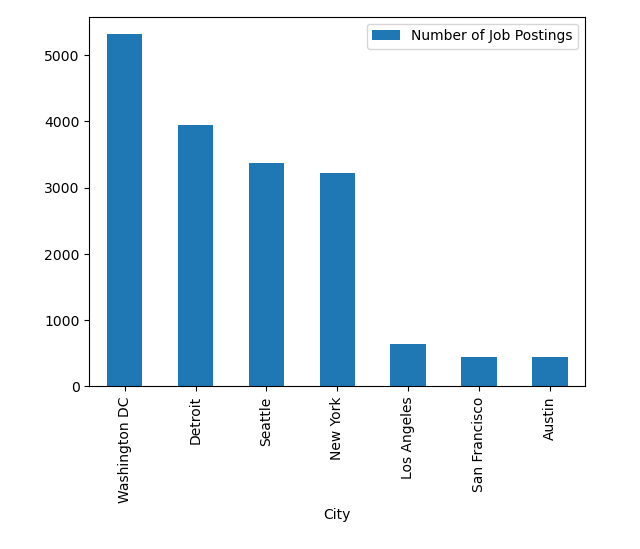 Number of Job Postings
5000
4000
3000
2000
1000
0
Washington DC
Detroit
Seattle
New York
Los Angeles
San Francisco
Austin
City